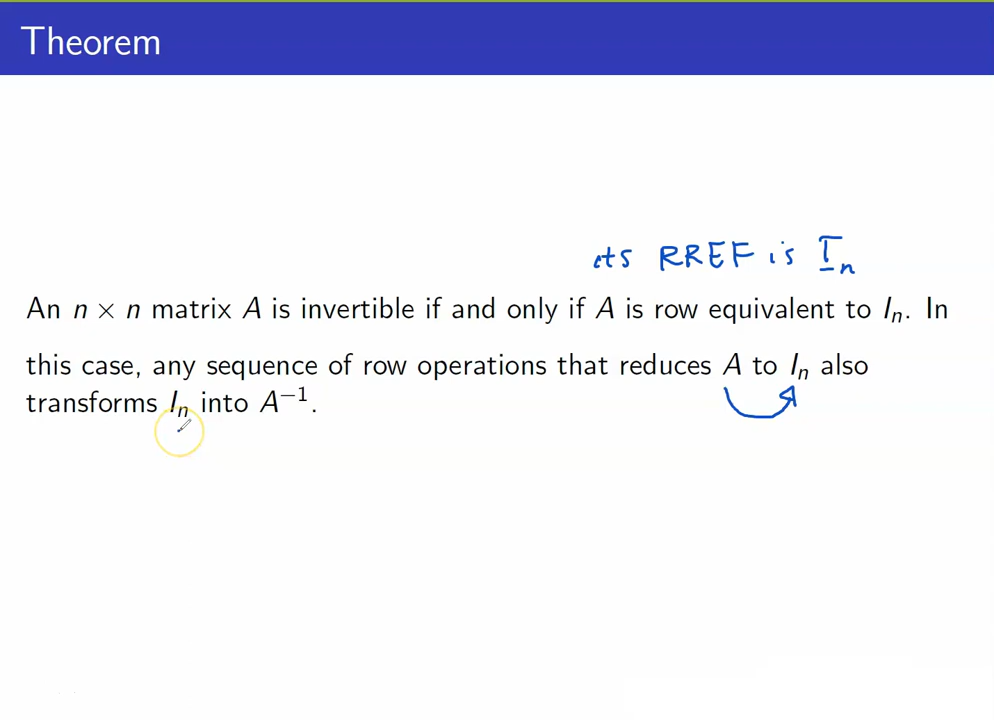 Theorem
its RREF is Iₙ
An n × n matrix A is invertible if and only if A is row equivalent to Iₙ. In
this case, any sequence of row operations that reduces A to Iₙ also
transforms Iₙ into A⁻¹.